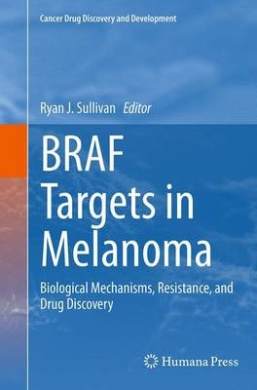 Cancer Drug Discovery and Development
Ryan J. Sullivan Editor
BRAF
Targets in
Melanoma
Biological Mechanisms, Resistance, and
Drug Discovery
Humana Press